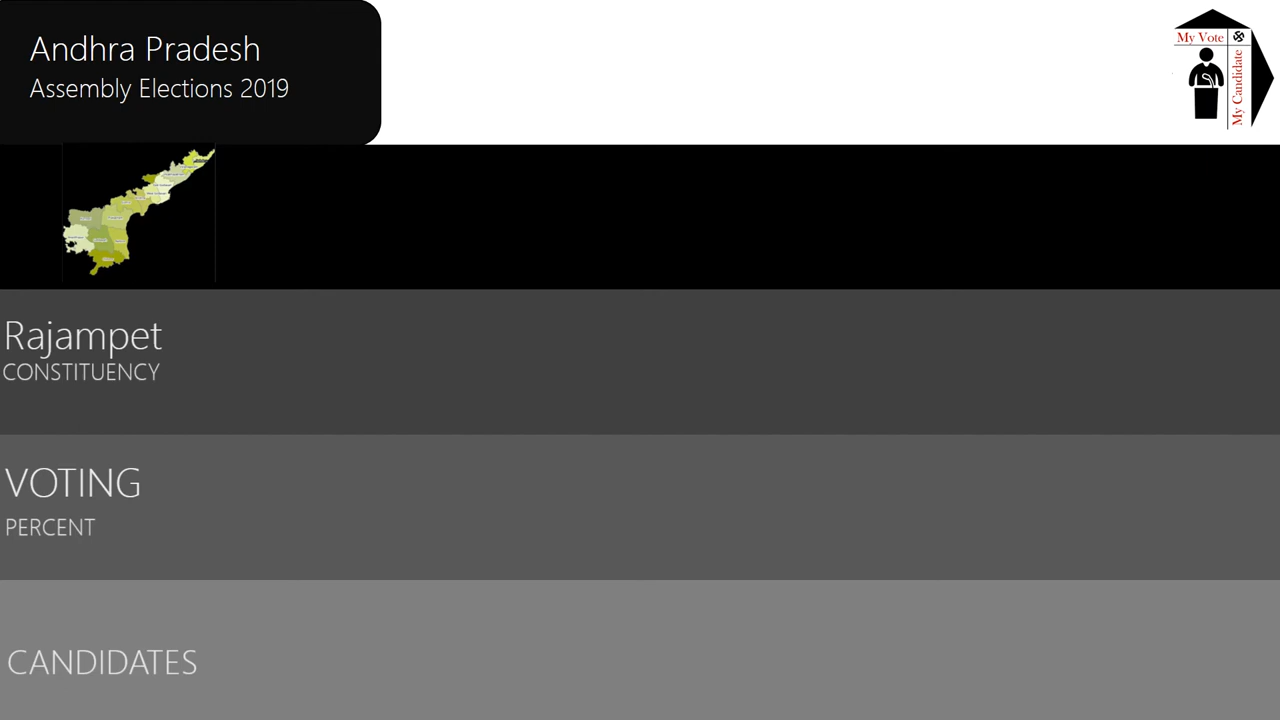 Andhra Pradesh
Assembly Elections 2019
My Vote
My Candidate
Rajampet
CONSTITUENCY
VOTING
PERCENT
CANDIDATES